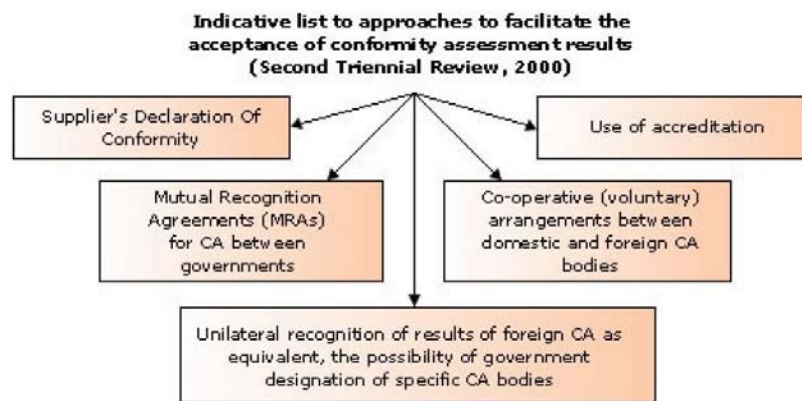 Indicative list to approaches to facilitate the
acceptance of conformity assessment results
(Second Triennial Review, 2000)
Supplier's Declaration Of
Conformity
Use of accreditation
Mutual Recognition
Agreements (MRAs)
for CA between
governments
Co-operative (voluntary)
arrangements between
domestic and foreign CA
bodies
Unilateral recognition of results of foreign CA as
equivalent, the possibility of government
designation of specific CA bodies